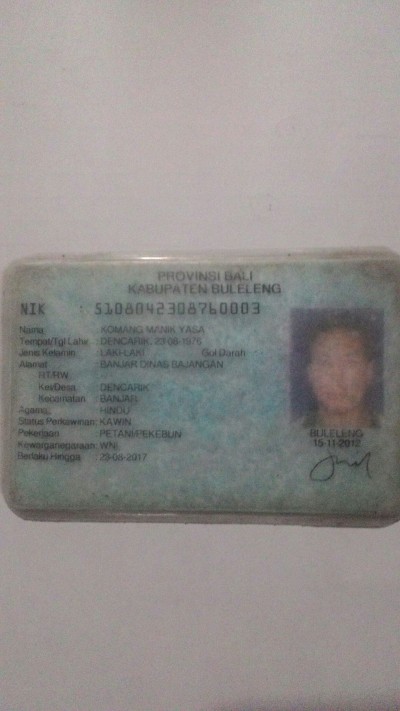 PROVINSI BALI
KABUPATEN BULELENG
NIK : 5108042308760003
Nama : KOMANG MANIK YASA
Tempat/Tgl Lahir : DENCARIK, 23-08-1976
Jenis Kelamin : LAKI-LAKI Gol Darah
Alamat : BANJAR DINAS BAJANGAN
RT/RW
Kel/Desa : DENCARIK
Kecamatan : BANJAR
Agama : HINDU
Status Perkawinan : KAWIN
Pekerjaan : PETANI/PEKEBUN
Kewarganegaraan : WNI
Berlaku Hingga : 23-08-2017
BULELENG
15-11-2012